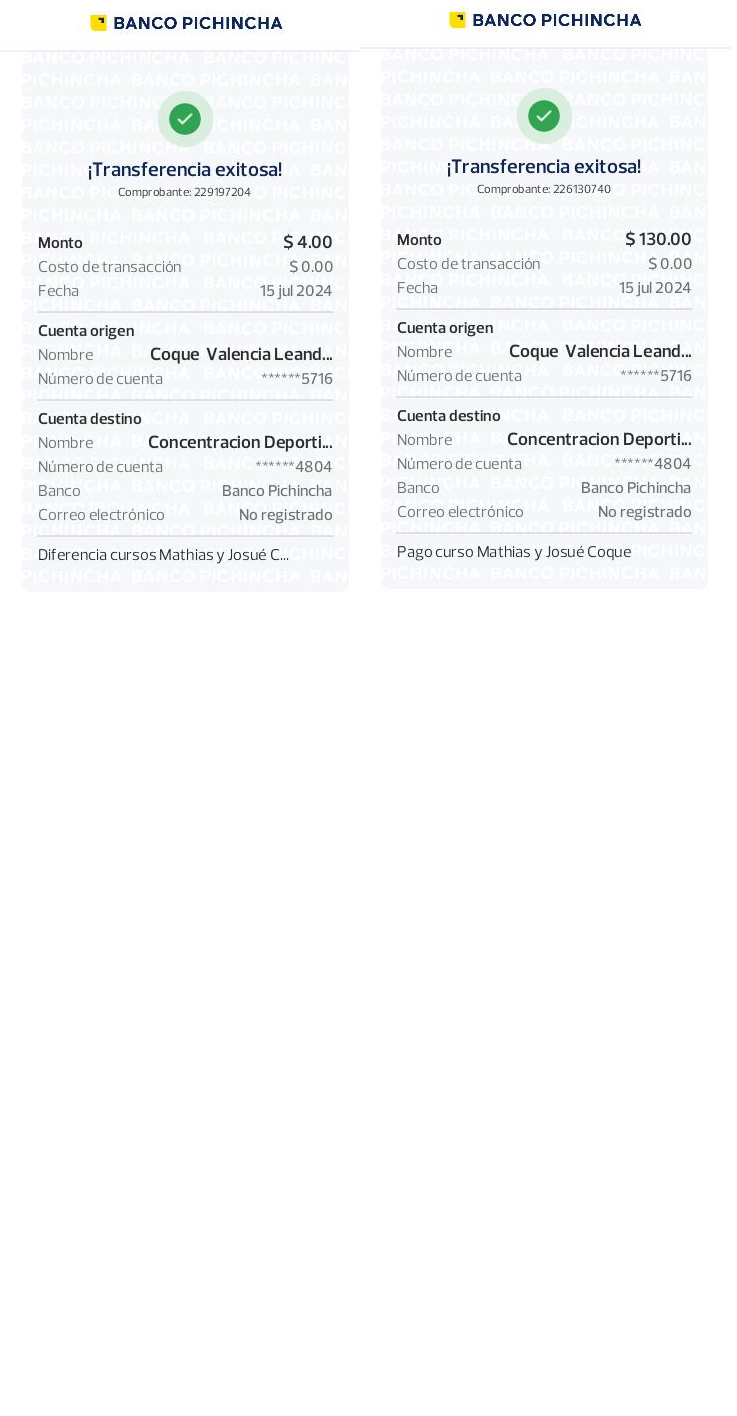 BANCO PICHINCHA
¡Transferencia exitosa!
Comprobante: 229197204
Monto $ 4.00
Costo de transacción $ 0.00
Fecha 15 jul 2024
Cuenta origen
Nombre Coque Valencia Leand...
Número de cuenta ******5716
Cuenta destino
Nombre Concentracion Deporti...
Número de cuenta ******4804
Banco Banco Pichincha
Correo electrónico No registrado
Diferencia cursos Mathias y Josué C...
BANCO PICHINCHA
¡Transferencia exitosa!
Comprobante: 226130740
Monto $ 130.00
Costo de transacción $ 0.00
Fecha 15 jul 2024
Cuenta origen
Nombre Coque Valencia Leand...
Número de cuenta ******5716
Cuenta destino
Nombre Concentracion Deporti...
Número de cuenta ******4804
Banco Banco Pichincha
Correo electrónico No registrado
Pago curso Mathias y Josué Coque